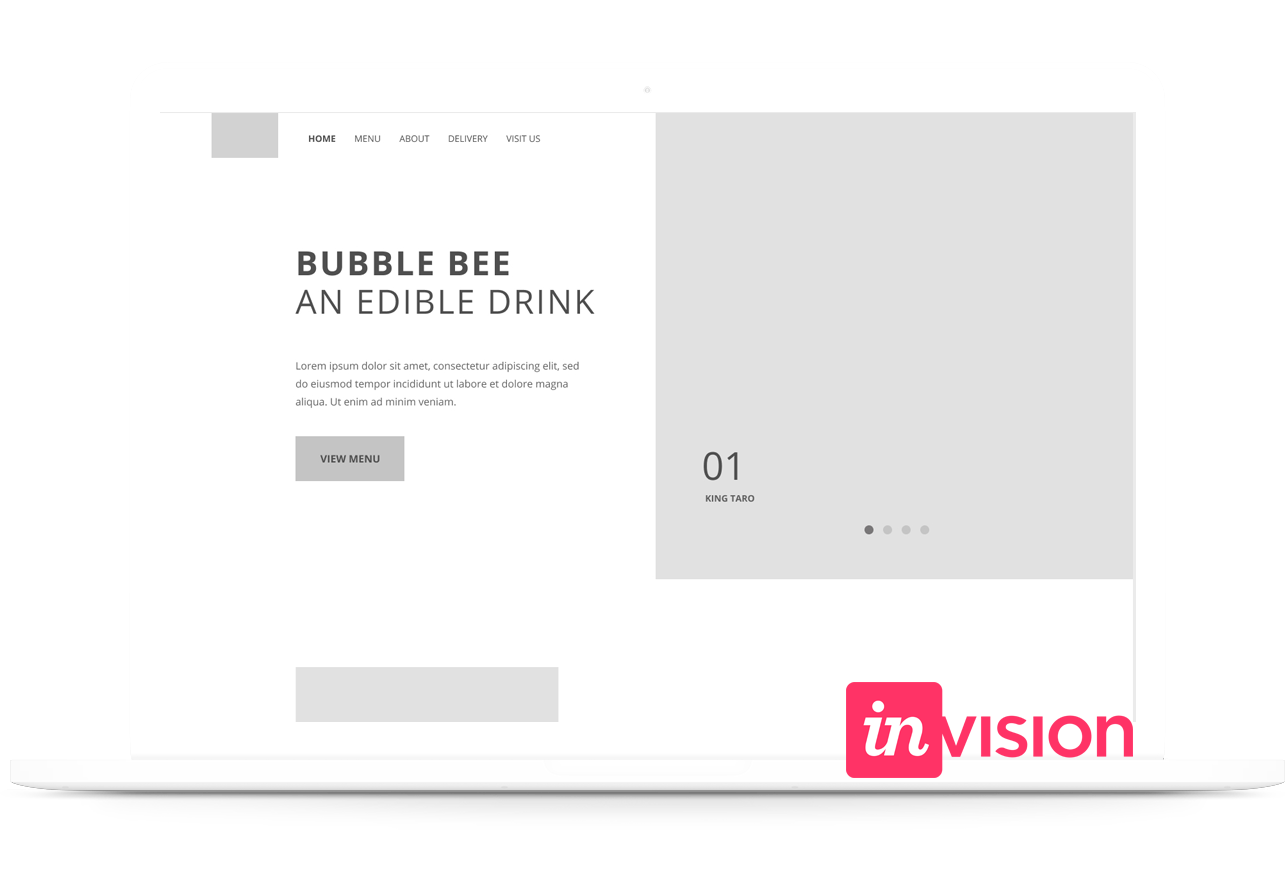 HOME MENU ABOUT DELIVERY VISIT US
BUBBLE BEE
AN EDIBLE DRINK
Lorem ipsum dolor sit amet, consectetur adipiscing elit, sed
do eiusmod tempor incididunt ut labore et dolore magna
aliqua. Ut enim ad minim veniam.
VIEW MENU
01
KING TARO
inVISION